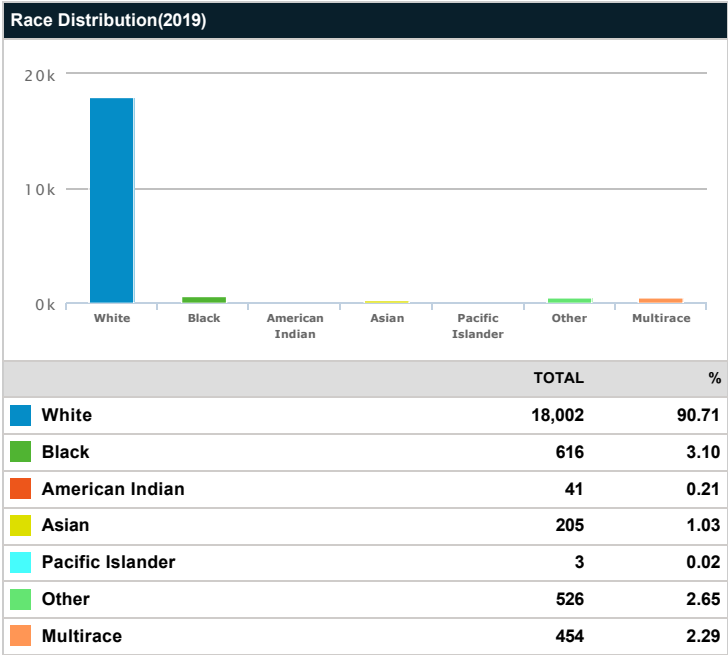 Race Distribution(2019)
20k
10k
0k
White Black American Indian Asian Pacific Islander Other Multirace
TOTAL %
White 18,002 90.71
Black 616 3.10
American Indian 41 0.21
Asian 205 1.03
Pacific Islander 3 0.02
Other 526 2.65
Multirace 454 2.29